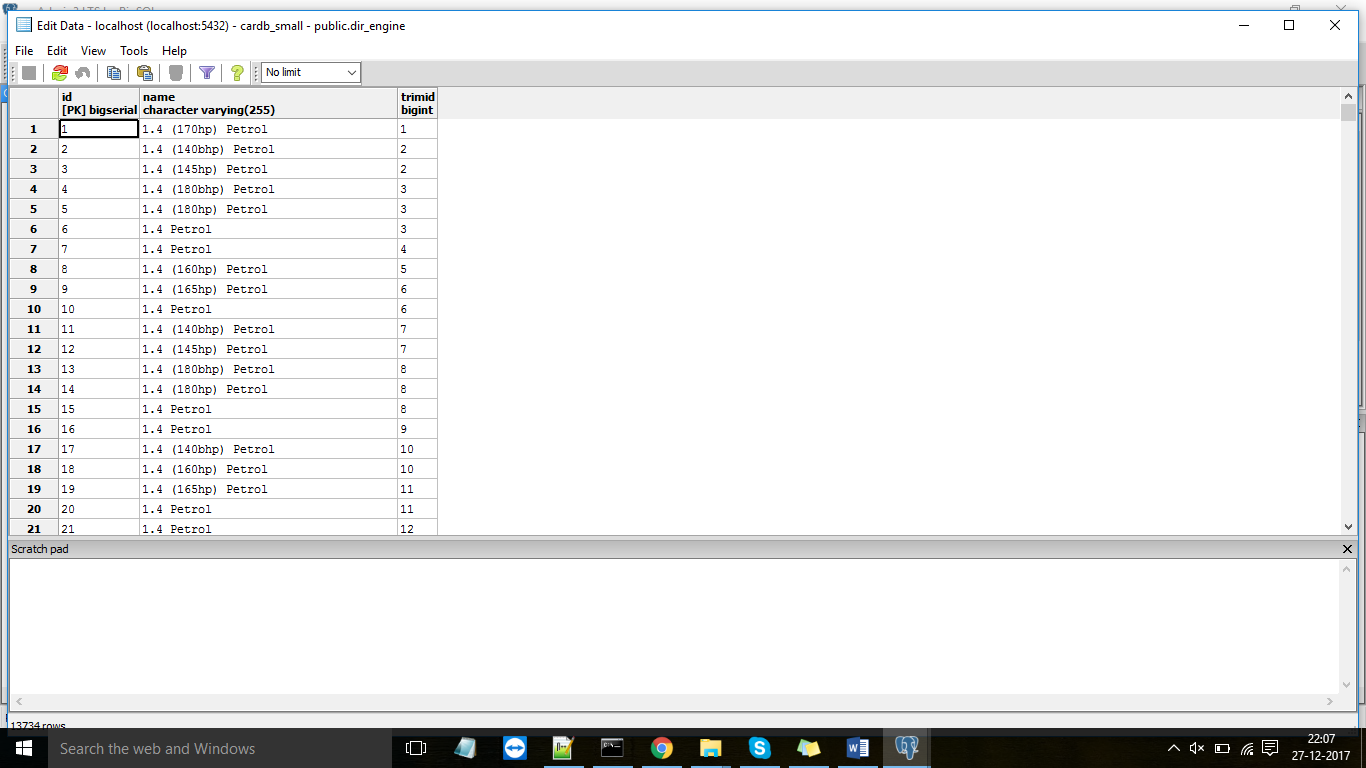 Edit Data - localhost (localhost:5432) - cardb_small - public.dir_engine
File Edit View Tools Help
No limit
id name trimid
[PK] bigserial character varying(255) bigint
1 1 1.4 (170hp) Petrol 1
2 2 1.4 (140bhp) Petrol 2
3 3 1.4 (145hp) Petrol 2
4 4 1.4 (180bhp) Petrol 3
5 5 1.4 (180hp) Petrol 3
6 6 1.4 Petrol 3
7 7 1.4 Petrol 4
8 8 1.4 (160hp) Petrol 5
9 9 1.4 (165hp) Petrol 6
10 10 1.4 Petrol 6
11 11 1.4 (140bhp) Petrol 7
12 12 1.4 (145hp) Petrol 7
13 13 1.4 (180bhp) Petrol 8
14 14 1.4 (180hp) Petrol 8
15 15 1.4 Petrol 8
16 16 1.4 Petrol 9
17 17 1.4 (140bhp) Petrol 10
18 18 1.4 (160hp) Petrol 10
19 19 1.4 (165hp) Petrol 11
20 20 1.4 Petrol 11
21 21 1.4 Petrol 12
Scratch pad
13734 rows
Search the web and Windows
22:07
27-12-2017